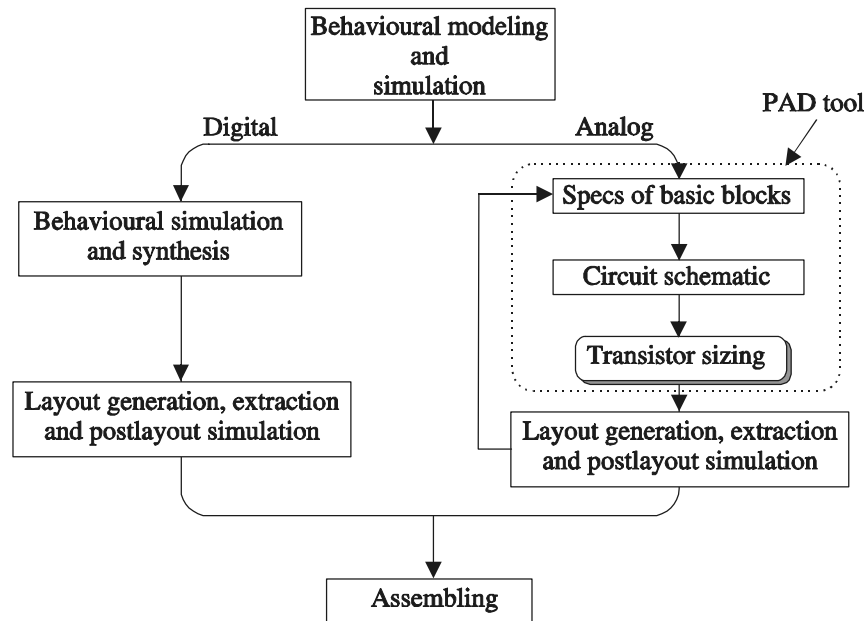 Behavioural modeling
and
simulation
Digital
Analog
PAD tool
Behavioural simulation
and synthesis
Layout generation, extraction
and postlayout simulation
Specs of basic blocks
Circuit schematic
Transistor sizing
Layout generation, extraction
and postlayout simulation
Assembling